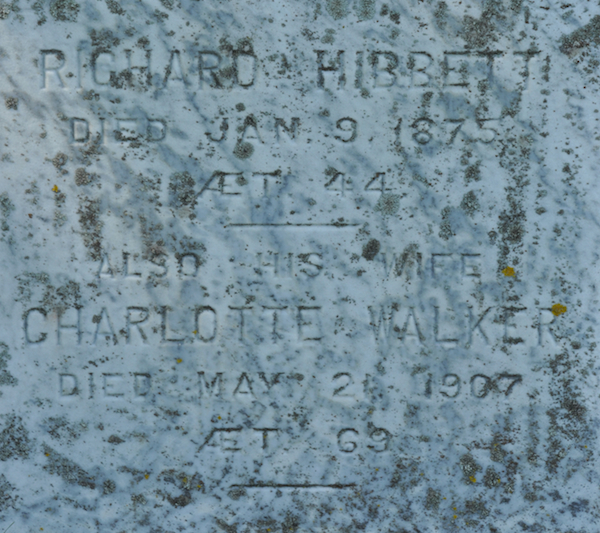 RICHARD HIBBETT
DIED JAN 9 1875
ÆT 44
ALSO HIS WIFE
CHARLOTTE WALKER
DIED MAY 21 1907
ÆT 69